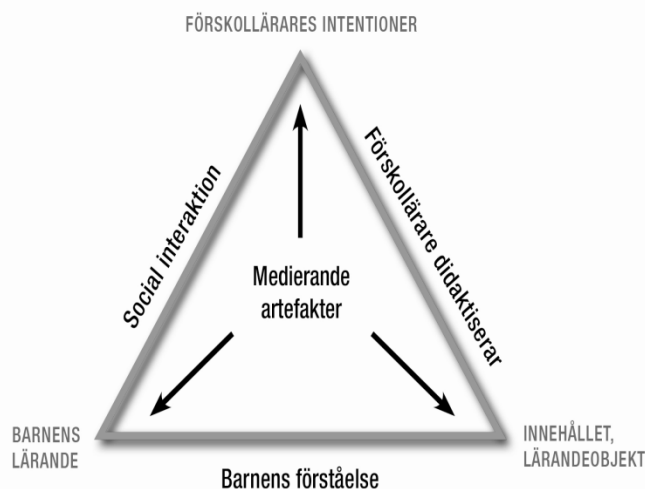 FÖRSKOLLÄRARES INTENTIONER
Social interaktion
Förskollärare didaktiserar
Medierande
artefakter
BARNENS
LÄRANDE
INNEHÅLLET,
LÄRANDEOBJEKT
Barnens förståelse